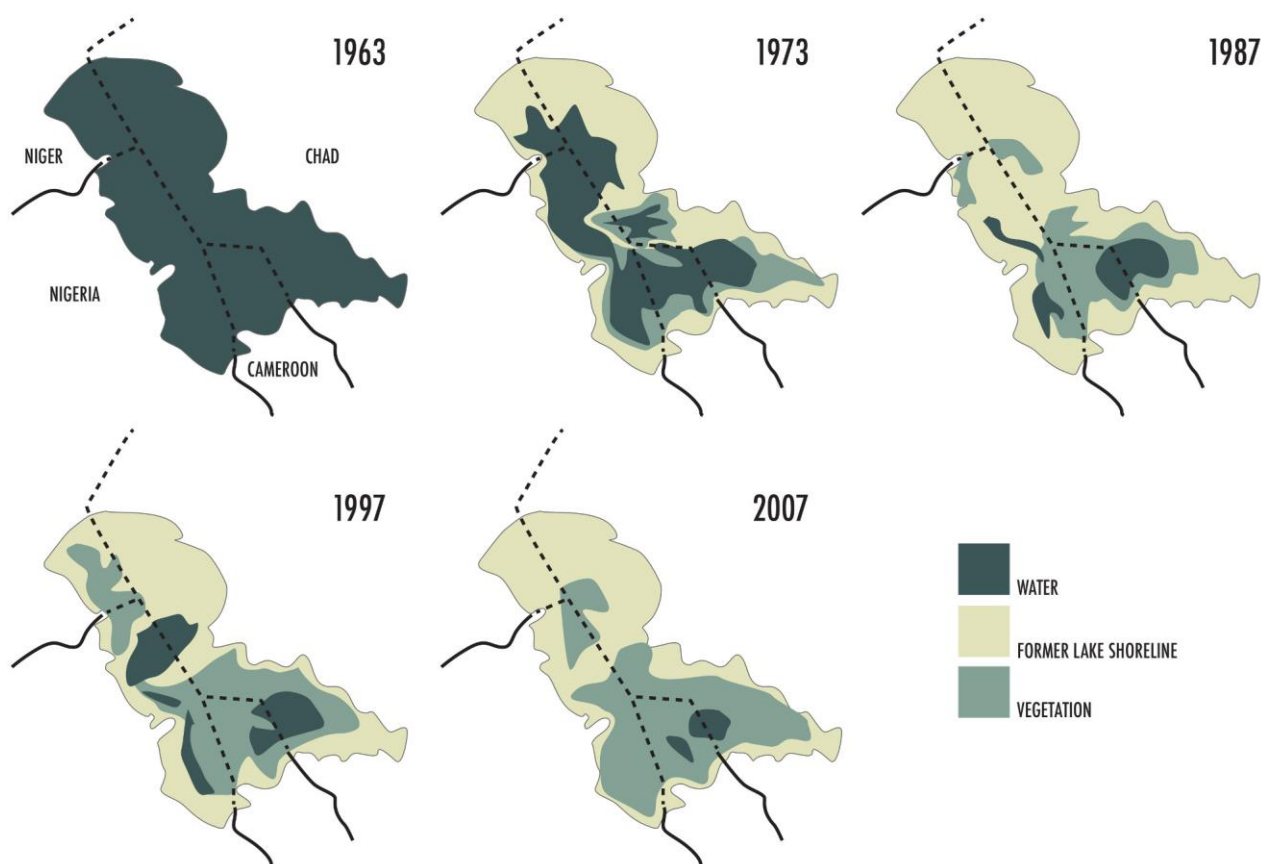 1963
1973
1987
NIGER
CHAD
NIGERIA
CAMEROON
1997
2007
WATER
FORMER LAKE SHORELINE
VEGETATION